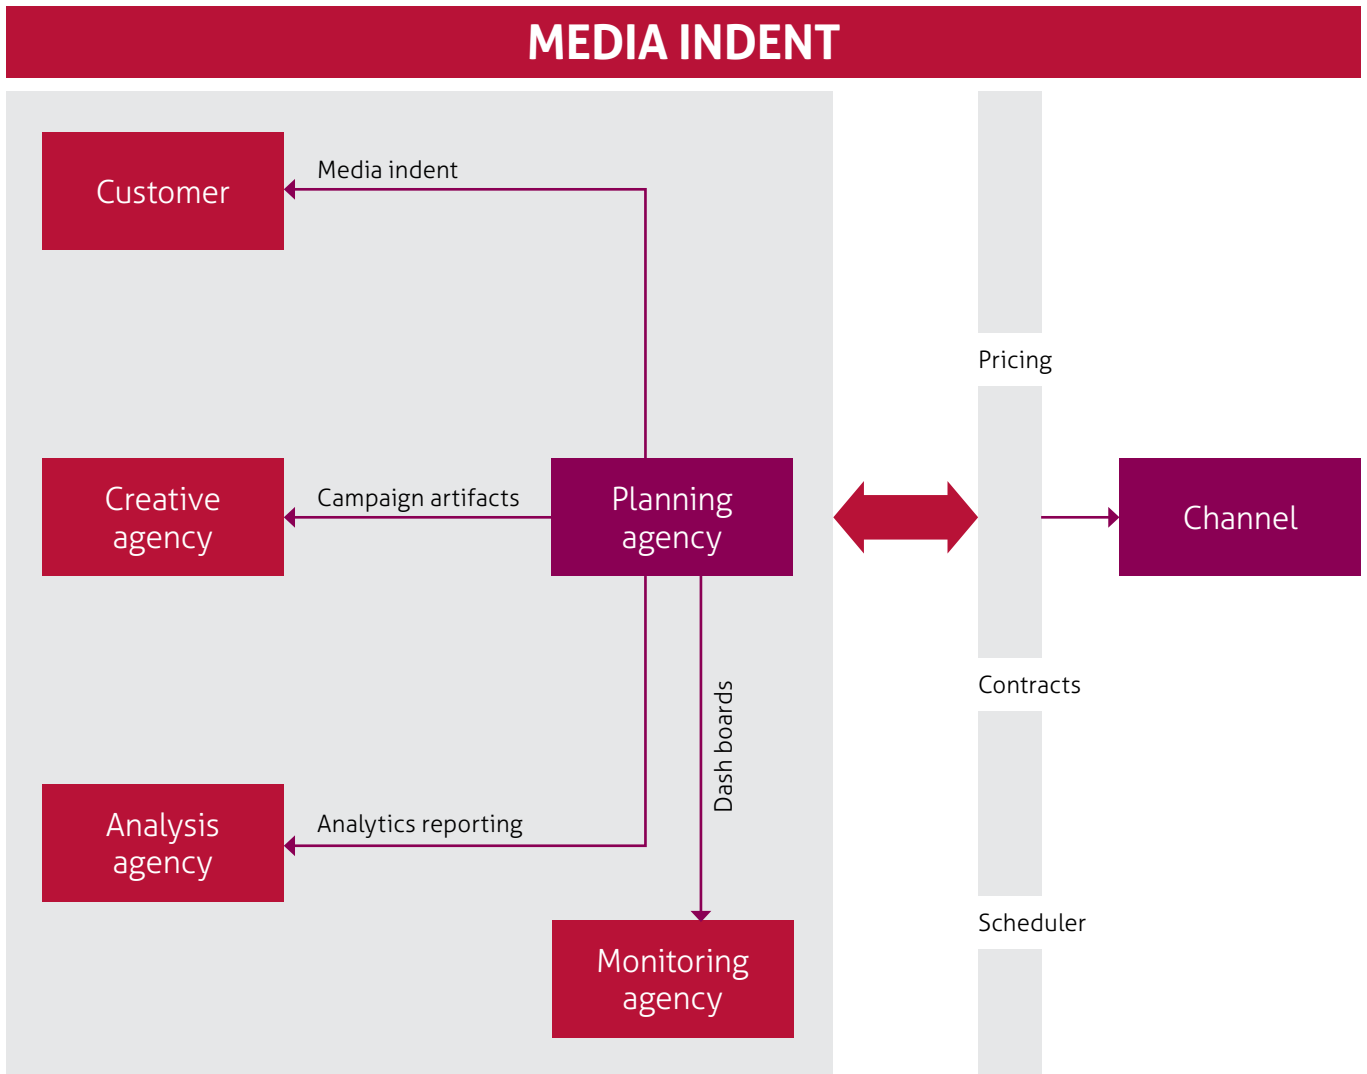 MEDIA INDENT
Customer
Media indent
Creative
agency
Campaign artifacts
Planning
agency
Analysis
agency
Analytics reporting
Dash boards
Monitoring
agency
Pricing
Contracts
Scheduler
Channel